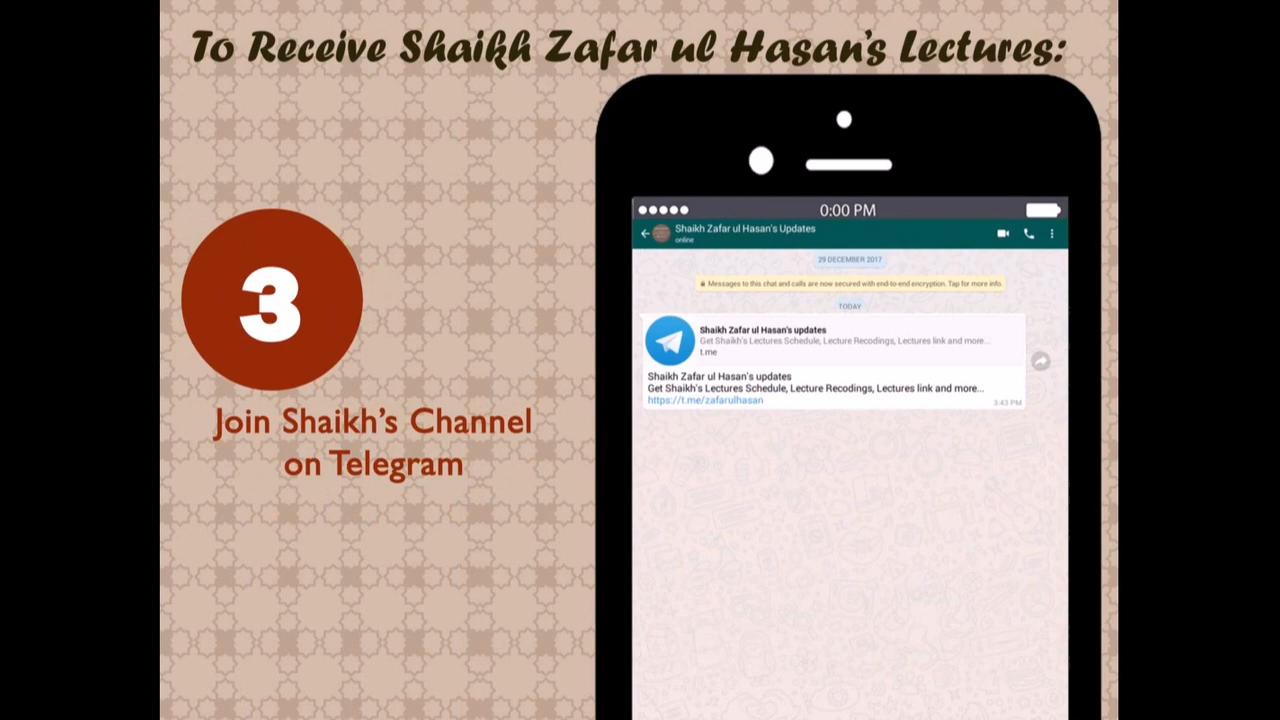 To Receive Shaikh Zafar ul Hasan's Lectures:
3
Join Shaikh's Channel
on Telegram
0:00 PM
Shaikh Zafar ul Hasan's Updates
online
29 DECEMBER 2017
Messages to this chat and calls are now secured with end-to-end encryption. Tap for more info.
TODAY
Shaikh Zafar ul Hasan's updates
Get Shaikh's Lectures Schedule, Lecture Recodings, Lectures link and more...
t.me
Shaikh Zafar ul Hasan's updates
Get Shaikh's Lectures Schedule, Lecture Recodings, Lectures link and more...
https://t.me/zafarulhasan
3:43 PM